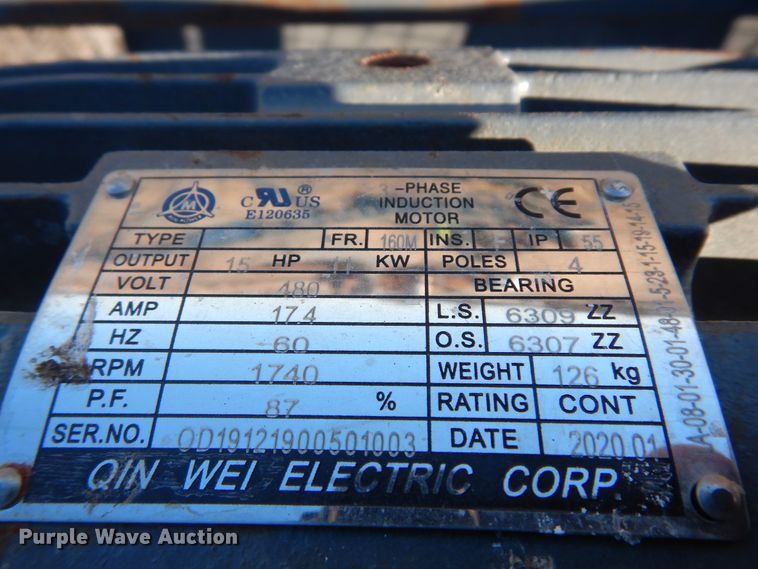 C RU US ®
E120635
3-PHASE
INDUCTION
MOTOR
CE
TYPE FR. 160M INS. F IP 55
OUTPUT 15 HP 11 KW POLES 4
VOLT 480 BEARING
AMP 17.4 L.S. 6309 ZZ
HZ 60 O.S. 6307 ZZ
RPM 1740 WEIGHT 126 kg
P.F. 87 % RATING CONT
SER.NO. QD19121900501003 DATE 2020.01
QIN WEI ELECTRIC CORP
Purple Wave Auction